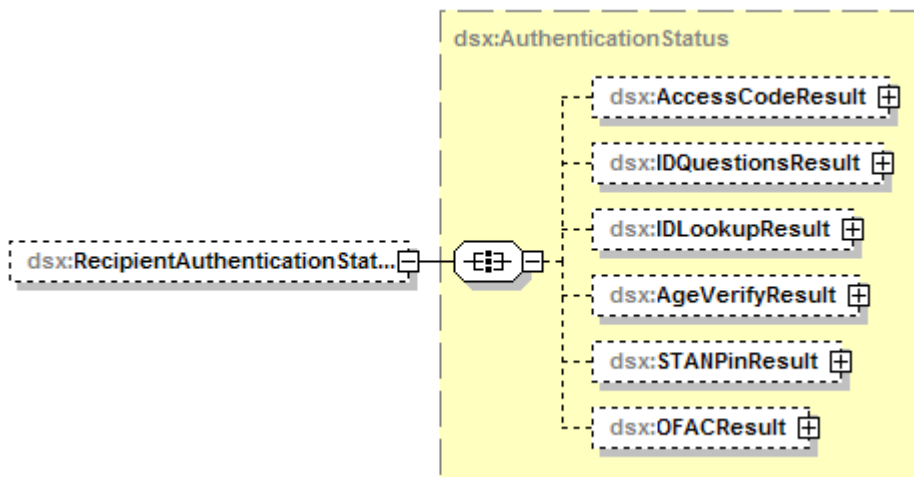 dsx:AuthenticationStatus
dsx:AccessCodeResult
dsx:IDQuestionsResult
dsx:IDLookupResult
dsx:RecipientAuthenticationStat...
dsx:AgeVerifyResult
dsx:STANPinResult
dsx:OFACResult